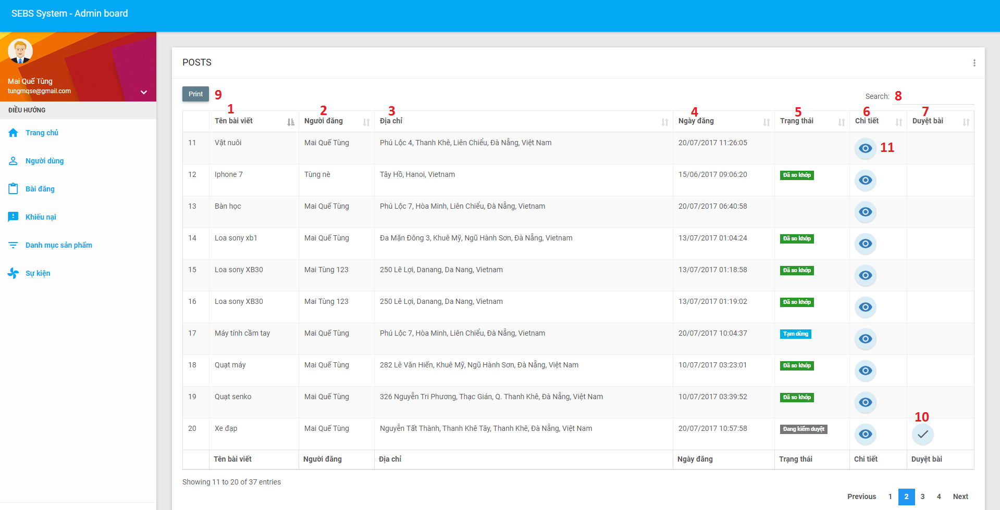 SEBS System - Admin board
Mai Quế Tùng
tungmqse@gmail.com
ĐIỀU HƯỚNG
Trang chủ
Người dùng
Bài đăng
Khiếu nại
Danh mục sản phẩm
Sự kiện
POSTS
Print 9
Search: 8
1 2 3 4 5 6 7
Tên bài viết Người đăng Địa chỉ Ngày đăng Trạng thái Chi tiết Duyệt bài
11 Vật nuôi Mai Quế Tùng Phú Lộc 4, Thanh Khê, Liên Chiểu, Đà Nẵng, Việt Nam 20/07/2017 11:26:05 11
12 Iphone 7 Tùng nè Tây Hồ, Hanoi, Vietnam 15/06/2017 09:06:20 Đã so khớp
13 Bàn học Mai Quế Tùng Phú Lộc 7, Hòa Minh, Liên Chiểu, Đà Nẵng, Vietnam 20/07/2017 06:40:58
14 Loa sony xb1 Mai Quế Tùng Đa Mặn Đông 3, Khuê Mỹ, Ngũ Hành Sơn, Đà Nẵng, Vietnam 13/07/2017 01:04:24 Đã so khớp
15 Loa sony XB30 Mai Tùng 123 250 Lê Lợi, Danang, Da Nang, Vietnam 13/07/2017 01:18:58 Đã so khớp
16 Loa sony XB30 Mai Tùng 123 250 Lê Lợi, Danang, Da Nang, Vietnam 13/07/2017 01:19:02 Đã so khớp
17 Máy tính cầm tay Mai Quế Tùng Phú Lộc 7, Hòa Minh, Liên Chiểu, Đà Nẵng, Vietnam 20/07/2017 10:04:37 Tạm dừng
18 Quạt máy Mai Quế Tùng 282 Lê Văn Hiến, Khuê Mỹ, Ngũ Hành Sơn, Đà Nẵng, Việt Nam 10/07/2017 03:23:01 Đã so khớp
19 Quạt senko Mai Quế Tùng 326 Nguyễn Tri Phương, Thạc Gián, Q. Thanh Khê, Đà Nẵng, Việt Nam 10/07/2017 03:39:52 Đã so khớp
10
20 Xe đạp Mai Quế Tùng Nguyễn Tất Thành, Thanh Khê Tây, Thanh Khê, Đà Nẵng, Việt Nam 20/07/2017 10:57:58 Đang kiểm duyệt
Tên bài viết Người đăng Địa chỉ Ngày đăng Trạng thái Chi tiết Duyệt bài
Showing 11 to 20 of 37 entries
Previous 1 2 3 4 Next